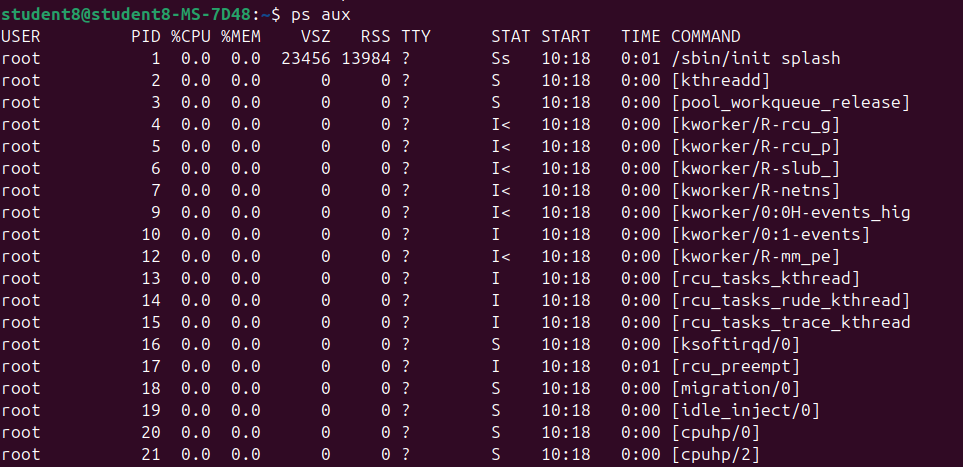 student8@student8-MS-7D48:~$ ps aux
USER         PID %CPU %MEM    VSZ   RSS TTY      STAT START   TIME COMMAND
root           1  0.0  0.0  23456 13984 ?        Ss   10:18   0:01 /sbin/init splash
root           2  0.0  0.0      0     0 ?        S    10:18   0:00 [kthreadd]
root           3  0.0  0.0      0     0 ?        S    10:18   0:00 [pool_workqueue_release]
root           4  0.0  0.0      0     0 ?        I<   10:18   0:00 [kworker/R-rcu_g]
root           5  0.0  0.0      0     0 ?        I<   10:18   0:00 [kworker/R-rcu_p]
root           6  0.0  0.0      0     0 ?        I<   10:18   0:00 [kworker/R-slub_]
root           7  0.0  0.0      0     0 ?        I<   10:18   0:00 [kworker/R-netns]
root           9  0.0  0.0      0     0 ?        I<   10:18   0:00 [kworker/0:0H-events_hig
root          10  0.0  0.0      0     0 ?        I    10:18   0:00 [kworker/0:1-events]
root          12  0.0  0.0      0     0 ?        I<   10:18   0:00 [kworker/R-mm_pe]
root          13  0.0  0.0      0     0 ?        I    10:18   0:00 [rcu_tasks_kthread]
root          14  0.0  0.0      0     0 ?        I    10:18   0:00 [rcu_tasks_rude_kthread]
root          15  0.0  0.0      0     0 ?        I    10:18   0:00 [rcu_tasks_trace_kthread
root          16  0.0  0.0      0     0 ?        S    10:18   0:00 [ksoftirqd/0]
root          17  0.0  0.0      0     0 ?        I    10:18   0:01 [rcu_preempt]
root          18  0.0  0.0      0     0 ?        S    10:18   0:00 [migration/0]
root          19  0.0  0.0      0     0 ?        S    10:18   0:00 [idle_inject/0]
root          20  0.0  0.0      0     0 ?        S    10:18   0:00 [cpuhp/0]
root          21  0.0  0.0      0     0 ?        S    10:18   0:00 [cpuhp/2]